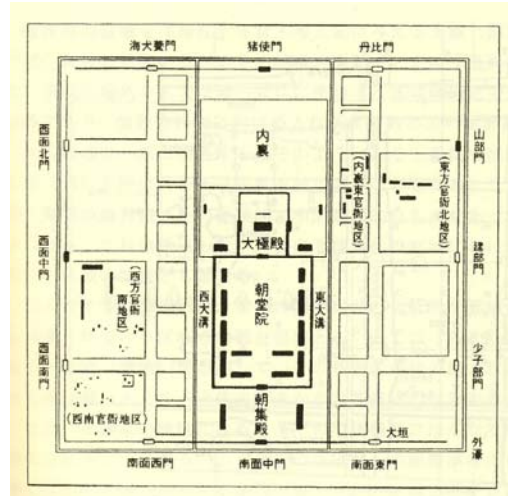 海犬養門
猪使門
丹比門
西面北門
西面中門
西面南門
山部門
建部門
少子部門
外濠
内裏
大極殿
朝堂院
朝集殿
西大溝
東大溝
(内裏東官衙地区)
(東方官衙北地区)
(西方官衙南地区)
(西南官衙地区)
大垣
南面西門
南面中門
南面東門